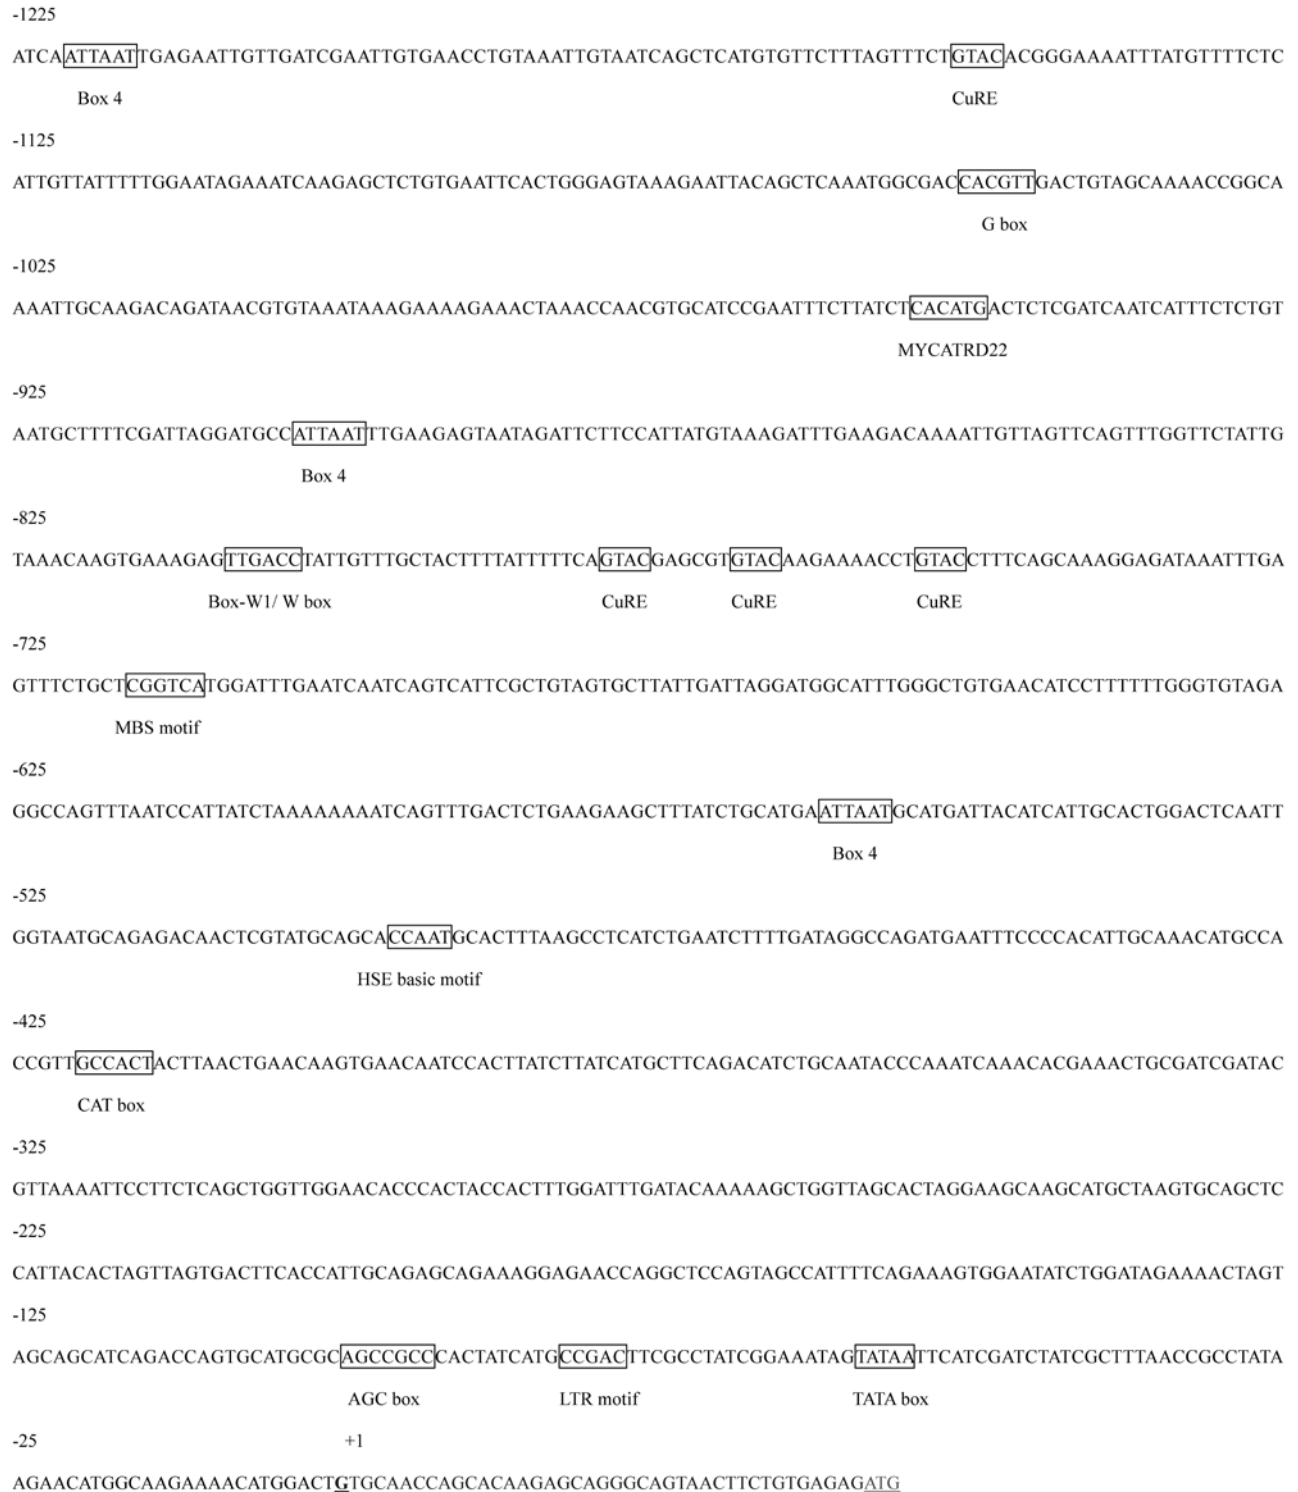 -1225
ATCAATTAATTGAGAATTGTTGATCGAATTGTGAACCTGTAAATTGTAATCAGCTCATGTGTTCTTTAGTTTCTGTACACGGGAAAATTTATGTTTTCTC
Box 4 CuRE
-1125
ATTGTTATTTTTGGAATAGAAATCAAGAGCTCTGTGAATTCACTGGGAGTAAAGAATTACAGCTCAAATGGCGACCACGTTGACTGTAGCAAAACCGGCA
G box
-1025
AAATTGCAAGACAGATAACGTGTAAATAAAGAAAAGAAACTAAACCAACGTGCATCCGAATTTCTTATCTCACATGACTCTCGATCAATCATTTCTCTGT
MYCATRD22
-925
AATGCTTTTCGATTAGGATGCCATTAATTTGAAGAGTAATAGATTCTTCCATTATGTAAAGATTTGAAGACAAAATTGTTAGTTCAGTTTGGTTCTATTG
Box 4
-825
TAAACAAGTGAAAGAGTTGACCTATTGTTTGCTACTTTTATTTTTCAGTACGAGCGTGTACAAGAAAACCTGTACCTTTCAGCAAAGGAGATAAATTTGA
Box-W1/ W box CuRE CuRE CuRE
-725
GTTTCTGCTCGGTCATGGATTTGAATCAATCAGTCATTCGCTGTAGTGCTTATTGATTAGGATGGCATTTGGGCTGTGAACATCCTTTTTTGGGTGTAGA
MBS motif
-625
GGCCAGTTTAATCCATTATCTAAAAAAAATCAGTTTGACTCTGAAGAAGCTTTATCTGCATGAATTAATGCATGATTACATCATTGCACTGGACTCAATT
Box 4
-525
GGTAATGCAGAGACAACTCGTATGCAGCACCAATGCACTTTAAGCCTCATCTGAATCTTTTGATAGGCCAGATGAATTTCCCCACATTGCAAACATGCCA
HSE basic motif
-425
CCGTTGCCACTACTTAACTGAACAAGTGAACAATCCACTTATCTTATCATGCTTCAGACATCTGCAATACCCAAATCAAACACGAAACTGCGATCGATAC
CAT box
-325
GTTAAAATTCCTTCTCAGCTGGTTGGAACACCCACTACCACTTTGGATTTGATACAAAAAGCTGGTTAGCACTAGGAAGCAAGCATGCTAAGTGCAGCTC
-225
CATTACACTAGTTAGTGACTTCACCATTGCAGAGCAGAAAGGAGAACCAGGCTCCAGTAGCCATTTTCAGAAAGTGGAATATCTGGATAGAAAACTAGT
-125
AGCAGCATCAGACCAGTGCATGCGCAGCCGCCCACTATCATGCCGACTTCGCCTATCGGAAATAGTATAATTCATCGATCTATCGCTTTAACCGCCTATA
AGC box LTR motif TATA box
-25 +1
AGAACATGGCAAGAAAACATGGACTGTGCAACCAGCACAAGAGCAGGGCAGTAACTTCTGTGAGAGATG